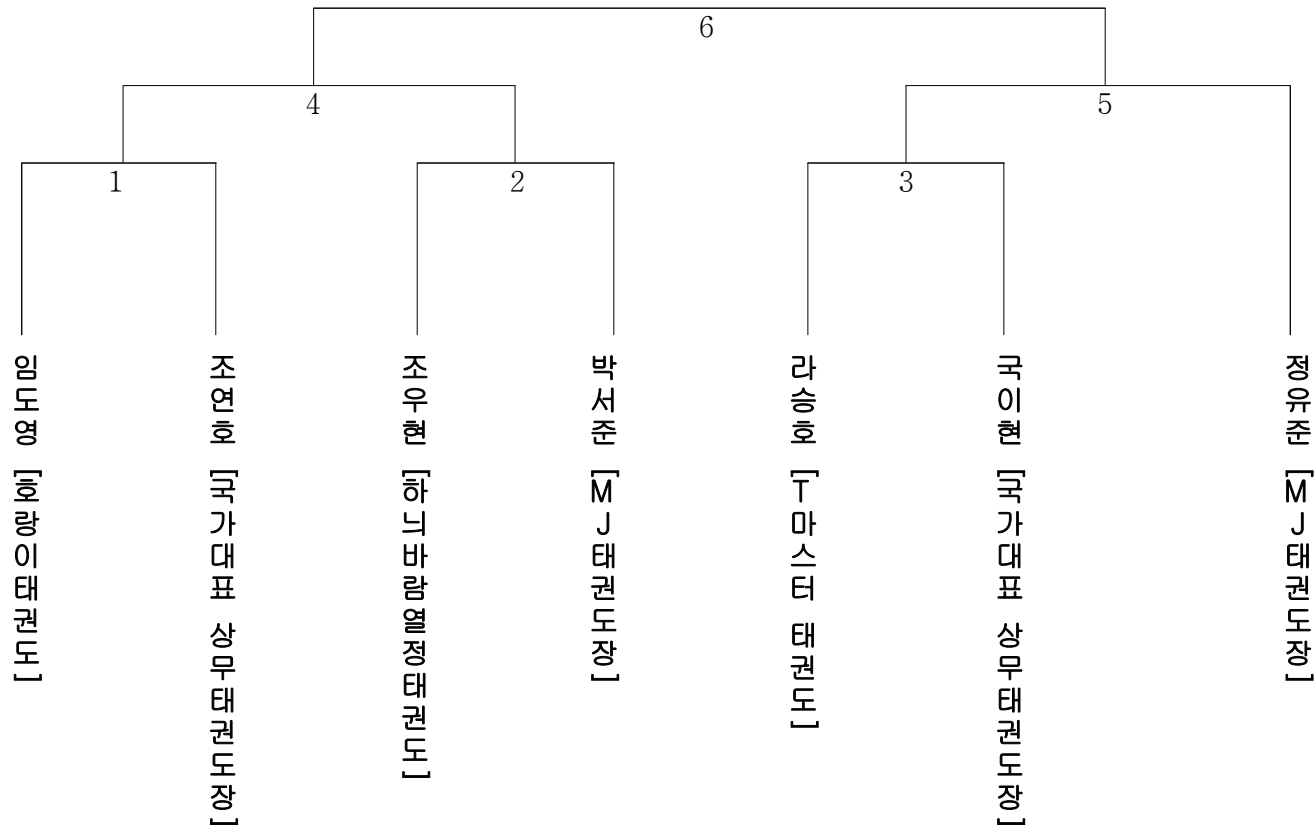 6
4
5
1
2
3
임도영 [호랑이태권도]
조연호 [국가대표 상무태권도장]
조우현 [하늬바람열정태권도]
박서준 [MJ태권도장]
라승호 [T마스터 태권도]
국이현 [국가대표 상무태권도장]
정유준 [MJ태권도장]